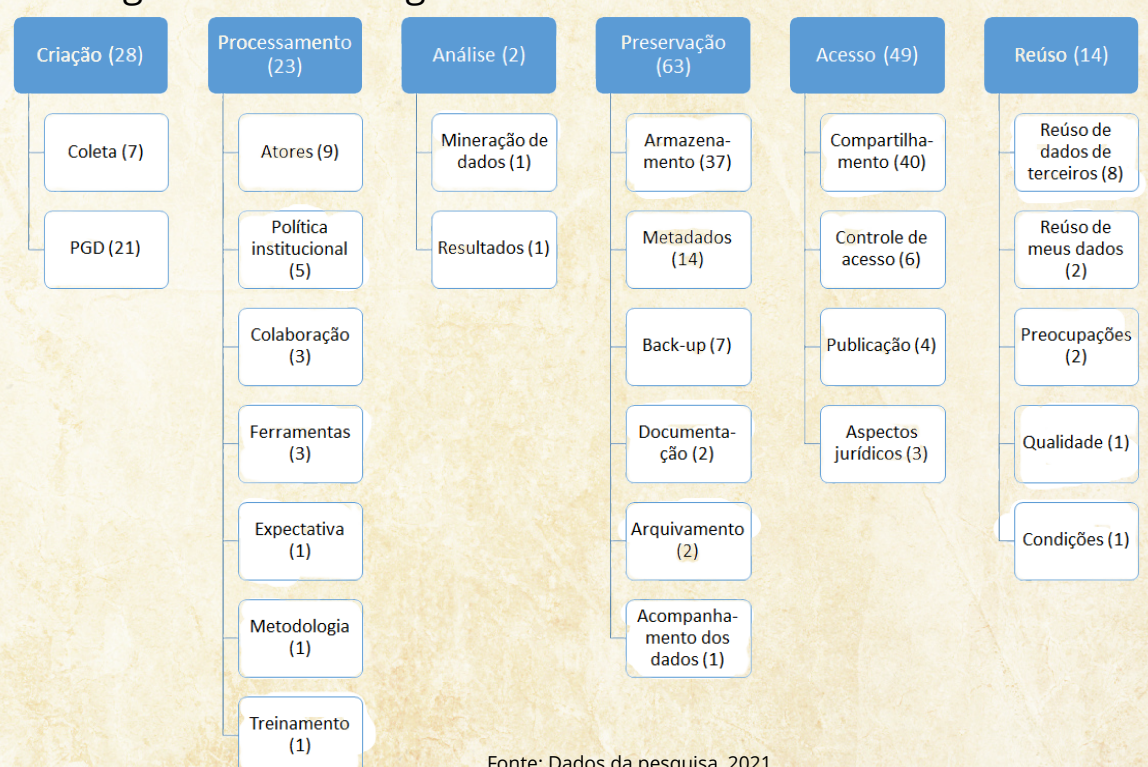 Criação (28)
Coleta (7)
PGD (21)
Processamento
(23)
Atores (9)
Política
institucional
(5)
Colaboração
(3)
Ferramentas
(3)
Expectativa
(1)
Metodologia
(1)
Treinamento
(1)
Análise (2)
Mineração de
dados (1)
Resultados (1)
Preservação
(63)
Armazena-
mento (37)
Metadados
(14)
Back-up (7)
Documenta-
ção (2)
Arquivamento
(2)
Acompanha-
mento dos
dados (1)
Acesso (49)
Compartilha-
mento (40)
Controle de
acesso (6)
Publicação (4)
Aspectos
jurídicos (3)
Reúso (14)
Reúso de
dados de
terceiros (8)
Reúso de
meus dados
(2)
Preocupações
(2)
Qualidade (1)
Condições (1)
Fonte: Dados da pesquisa, 2021